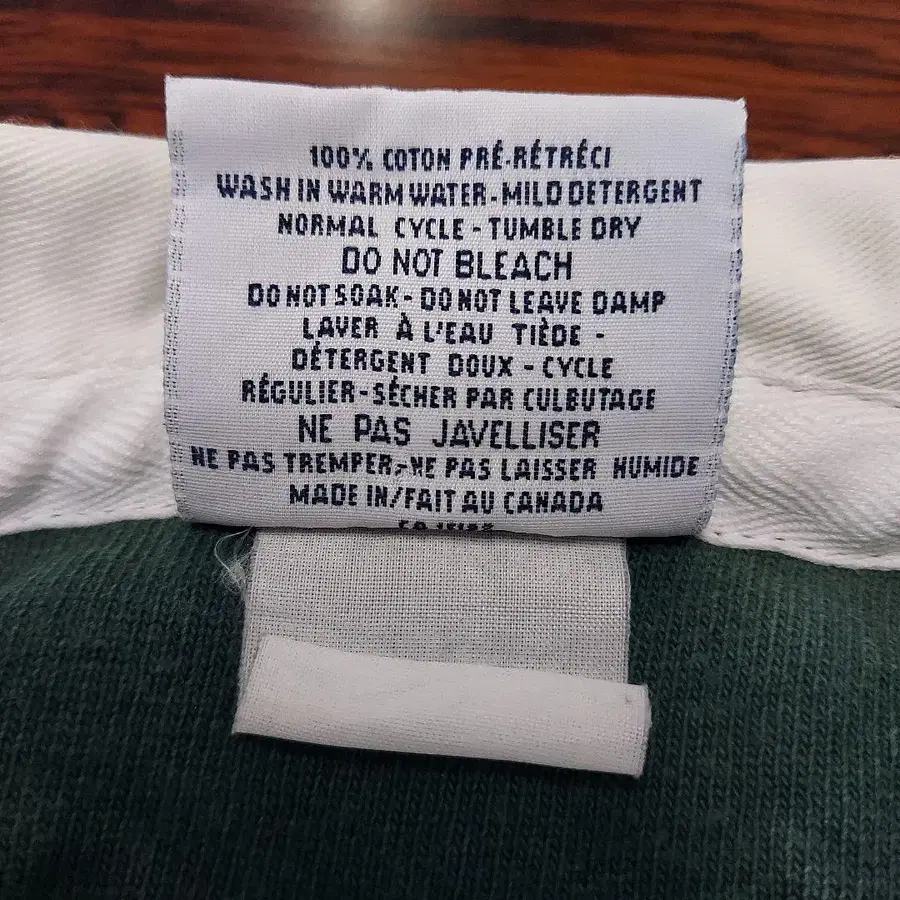 100% COTON PRÉ-RÉTRÉCI
WASH IN WARM WATER-MILD DETERGENT
NORMAL CYCLE - TUMBLE DRY
DO NOT BLEACH
DO NOT SOAK - DO NOT LEAVE DAMP
LAVER À L'EAU TIÈDE -
DÉTERGENT DOUX - CYCLE
RÉGULIER - SÉCHER PAR CULBUTAGE
NE PAS JAVELLISER
NE PAS TREMPER,-NE PAS LAISSER HUMIDE
MADE IN/FAIT AU CANADA